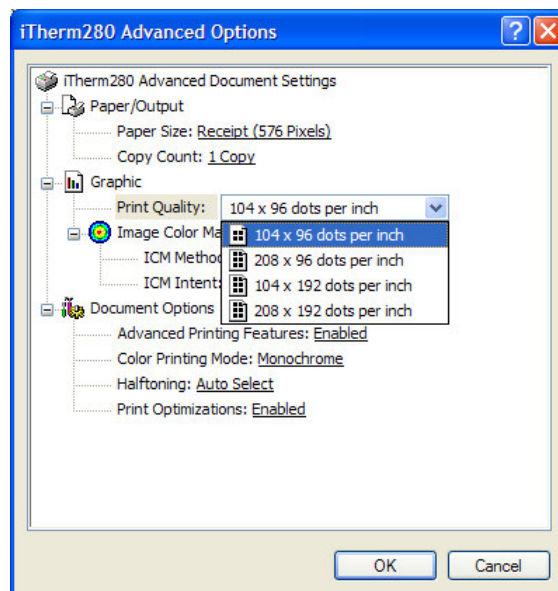 iTherm280 Advanced Options
iTherm280 Advanced Document Settings
Paper/Output
Paper Size: Receipt (576 Pixels)
Copy Count: 1 Copy
Graphic
Print Quality: 104 x 96 dots per inch
Image Color Ma 104 x 96 dots per inch
208 x 96 dots per inch
ICM Metho
ICM Intent: 104 x 192 dots per inch
Document Options 208 x 192 dots per inch
Advanced Printing Features: Enabled
Color Printing Mode: Monochrome
Halftoning: Auto Select
Print Optimizations: Enabled
OK Cancel